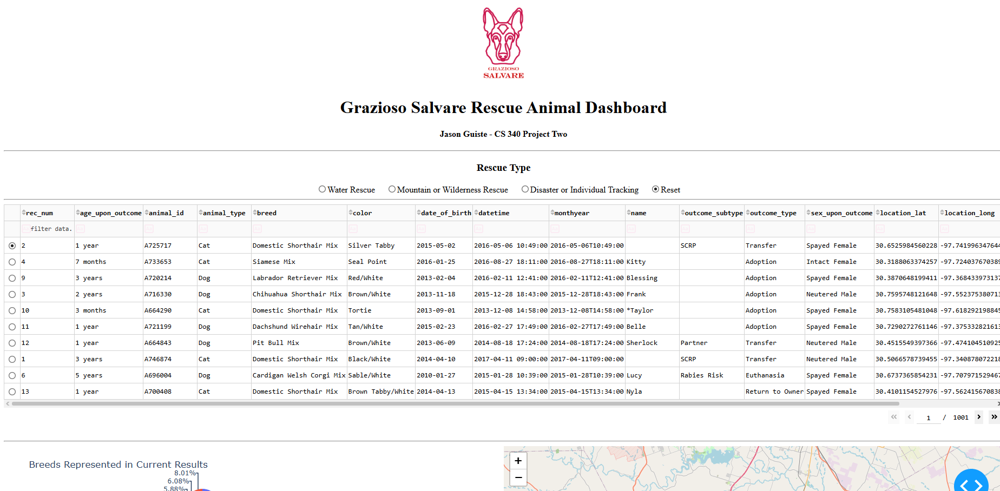 GRAZIOSO
SALVARE
Grazioso Salvare Rescue Animal Dashboard
Jason Guiste - CS 340 Project Two
Rescue Type
Water Rescue Mountain or Wilderness Rescue Disaster or Individual Tracking Reset
rec_num age_upon_outcome animal_id animal_type breed color date_of_birth datetime monthyear name outcome_subtype outcome_type sex_upon_outcome location_lat location_long
Aa filter data. Aa Aa Aa Aa Aa Aa Aa Aa Aa Aa Aa Aa Aa Aa
2 1 year A725717 Cat Domestic Shorthair Mix Silver Tabby 2015-05-02 2016-05-06 10:49:00 2016-05-06T10:49:00 SCRP Transfer Spayed Female 30.6525984560228 -97.741996347644
4 7 months A733653 Cat Siamese Mix Seal Point 2016-01-25 2016-08-27 18:11:00 2016-08-27T18:11:00 Kitty Adoption Intact Female 30.3188063374257 -97.724037670389
9 3 years A720214 Dog Labrador Retriever Mix Red/White 2013-02-04 2016-02-11 12:41:00 2016-02-11T12:41:00 Blessing Adoption Spayed Female 30.3870648199411 -97.368433973137
3 2 years A716330 Dog Chihuahua Shorthair Mix Brown/White 2013-11-18 2015-12-28 18:43:00 2015-12-28T18:43:00 Frank Adoption Neutered Male 30.7595748121648 -97.552375380713
10 3 months A664290 Cat Domestic Shorthair Mix Tortie 2013-09-01 2013-12-08 14:58:00 2013-12-08T14:58:00 *Taylor Adoption Spayed Female 30.7583105481048 -97.618292198845
11 1 year A721199 Dog Dachshund Wirehair Mix Tan/White 2015-02-23 2016-02-27 17:49:00 2016-02-27T17:49:00 Belle Adoption Spayed Female 30.7290272761146 -97.375332821613
12 1 year A664843 Dog Pit Bull Mix Brown/White 2013-06-09 2014-08-18 17:24:00 2014-08-18T17:24:00 Sherlock Partner Transfer Neutered Male 30.4515549397366 -97.474104510925
1 3 years A746874 Cat Domestic Shorthair Mix Black/White 2014-04-10 2017-04-11 09:00:00 2017-04-11T09:00:00 SCRP Transfer Neutered Male 30.5066578739455 -97.340878072218
6 5 years A696004 Dog Cardigan Welsh Corgi Mix Sable/White 2010-01-27 2015-01-28 10:39:00 2015-01-28T10:39:00 Lucy Rabies Risk Euthanasia Spayed Female 30.6737365854231 -97.707971529467
13 1 year A700408 Cat Domestic Shorthair Mix Brown Tabby/White 2014-04-13 2015-04-15 13:34:00 2015-04-15T13:34:00 Nyla Return to Owner Spayed Female 30.4101154527976 -97.562415670838
1 / 1001
Breeds Represented in Current Results
8.01%
6.08%
5.88%
+
−